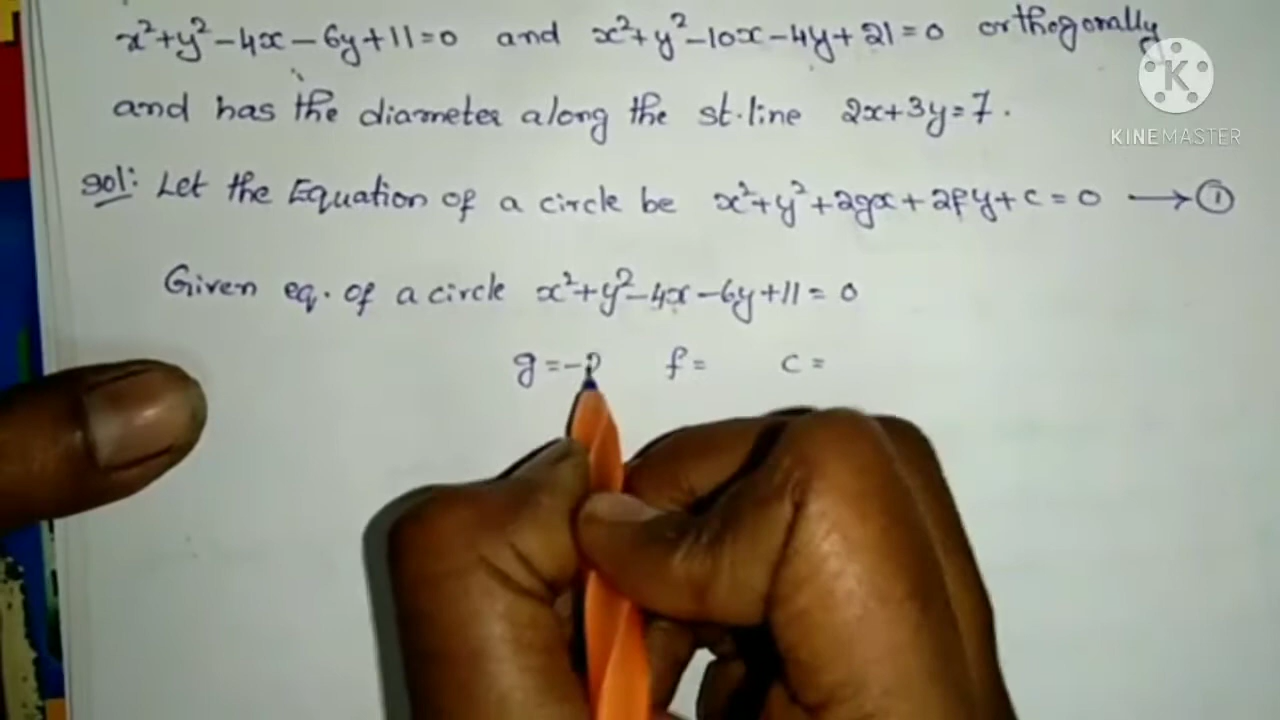 x²+y²-4x-6y+11=0 and x²+y²-10x-4y+21=0 orthogonally
and has the diameter along the st.line 2x+3y=7.
K
KINEMASTER
sol: Let the Equation of a circle be x²+y²+2gx+2fy+c=0 → ①
Given eq. of a circle x²+y²-4x-6y+11=0
g=-2 f= c=